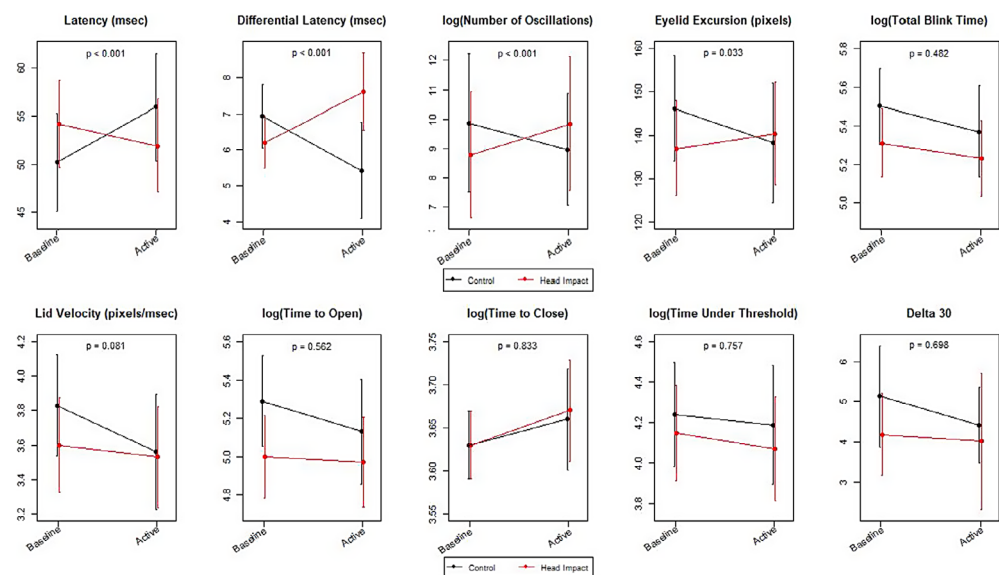 Latency (msec)
Differential Latency (msec)
log(Number of Oscillations)
Eyelid Excursion (pixels)
log(Total Blink Time)
p < 0.001
p < 0.001
p < 0.001
p = 0.033
p = 0.482
60
55
50
45
8
7
6
5
4
12
11
10
9
8
7
160
150
140
130
120
5.8
5.6
5.4
5.2
5.0
Baseline
Active
Baseline
Active
Baseline
Active
Baseline
Active
Baseline
Active
Control
Head Impact
Lid Velocity (pixels/msec)
log(Time to Open)
log(Time to Close)
log(Time Under Threshold)
Delta 30
p = 0.081
p = 0.562
p = 0.833
p = 0.757
p = 0.698
4.2
4.0
3.8
3.6
3.4
3.2
5.6
5.4
5.2
5.0
4.8
3.75
3.70
3.65
3.60
3.55
4.6
4.4
4.2
4.0
3.8
6
5
4
3
Baseline
Active
Baseline
Active
Baseline
Active
Baseline
Active
Baseline
Active
Control
Head Impact